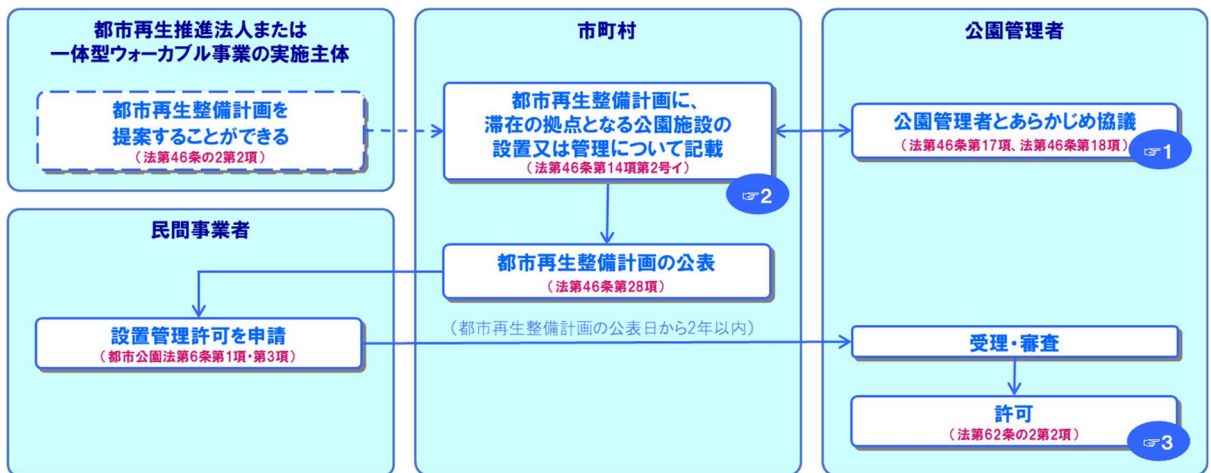 都市再生推進法人または
一体型ウォーカブル事業の実施主体
都市再生整備計画を
提案することができる
（法第46条の2第2項）
市町村
都市再生整備計画に、
滞在の拠点となる公園施設の
設置又は管理について記載
（法第46条第14項第2号イ）
☞2
公園管理者
公園管理者とあらかじめ協議
（法第46条第17項、法第46条第18項）
☞1
都市再生整備計画の公表
（法第46条第28項）
民間事業者
設置管理許可を申請
（都市公園法第6条第1項・第3項）
（都市再生整備計画の公表日から2年以内）
受理・審査
許可
（法第62条の2第2項）
☞3